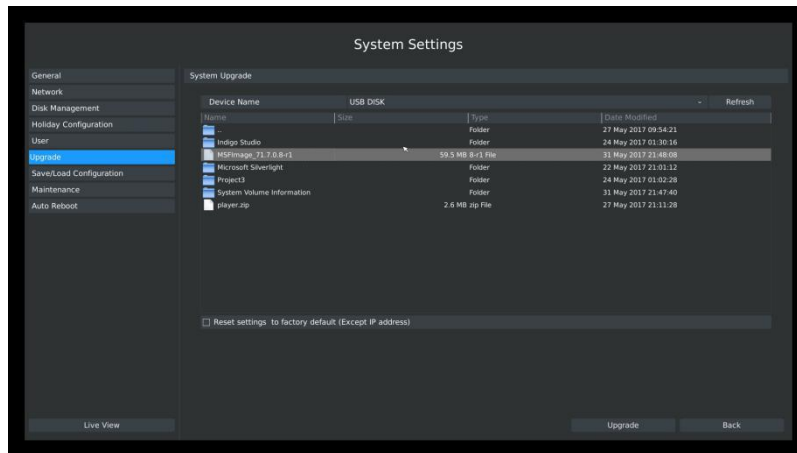 System Settings
General
Network
Disk Management
Holiday Configuration
User
Upgrade
Save/Load Configuration
Maintenance
Auto Reboot
Live View
System Upgrade
Device Name USB DISK Refresh
Name Size Type Date Modified
.. Folder 27 May 2017 09:54:21
Indigo Studio Folder 24 May 2017 01:30:16
MSFImage_71.7.0.8-r1 59.5 MB 8-r1 File 31 May 2017 21:48:08
Microsoft Silverlight Folder 22 May 2017 21:01:12
Project3 Folder 24 May 2017 01:02:28
System Volume Information Folder 31 May 2017 21:47:40
player.zip 2.6 MB zip File 27 May 2017 21:11:28
Reset settings to factory default (Except IP address)
Upgrade Back